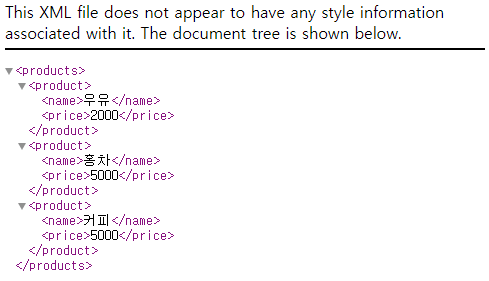 This XML file does not appear to have any style information
associated with it. The document tree is shown below.
▼<products>
▼<product>
<name>우유</name>
<price>2000</price>
</product>
▼<product>
<name>홍차</name>
<price>5000</price>
</product>
▼<product>
<name>커피</name>
<price>5000</price>
</product>
</products>